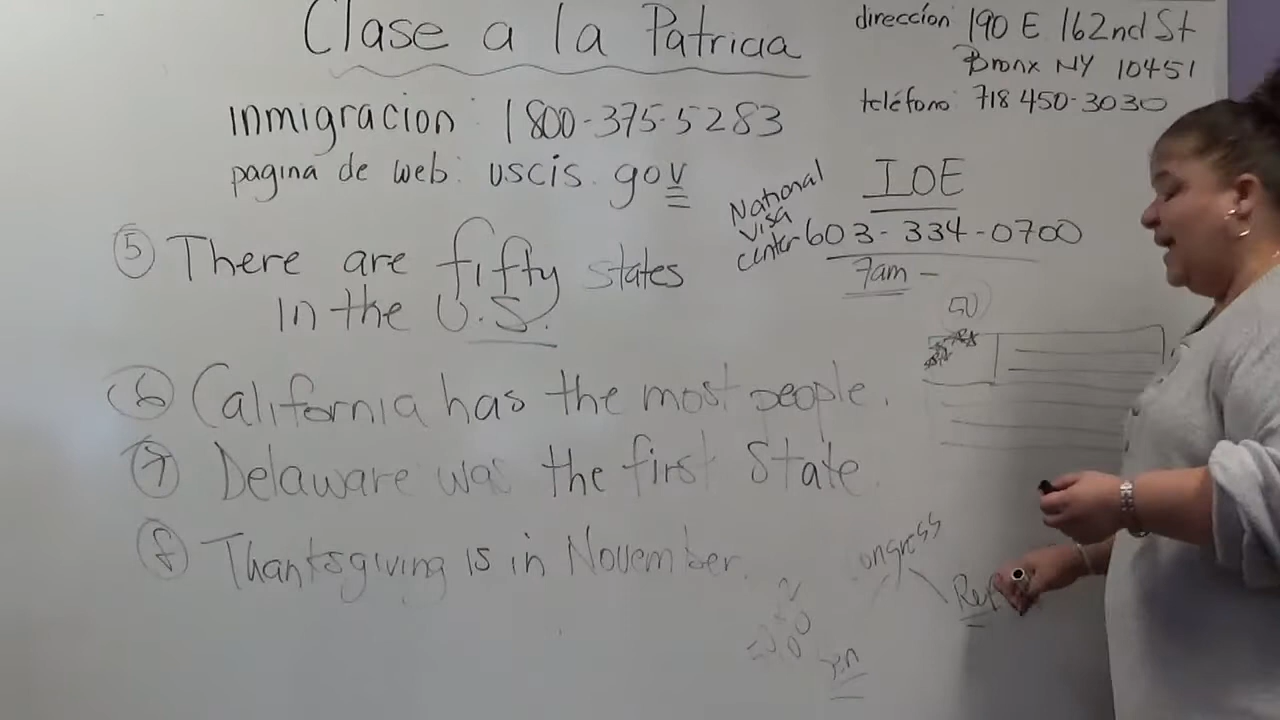 Clase a la Patricia
dirección: 190 E 162nd St
Bronx NY 10451
teléfono: 718 450-3030
inmigracion: 1800-375-5283
pagina de web: uscis.gov
IOE
National
Visa
Center 603-334-0700
7am -
⑤ There are fifty states
in the U.S.
50
⑥ California has the most people.
⑦ Delaware was the first State.
⑧ Thanksgiving is in November.
ongress
Rep